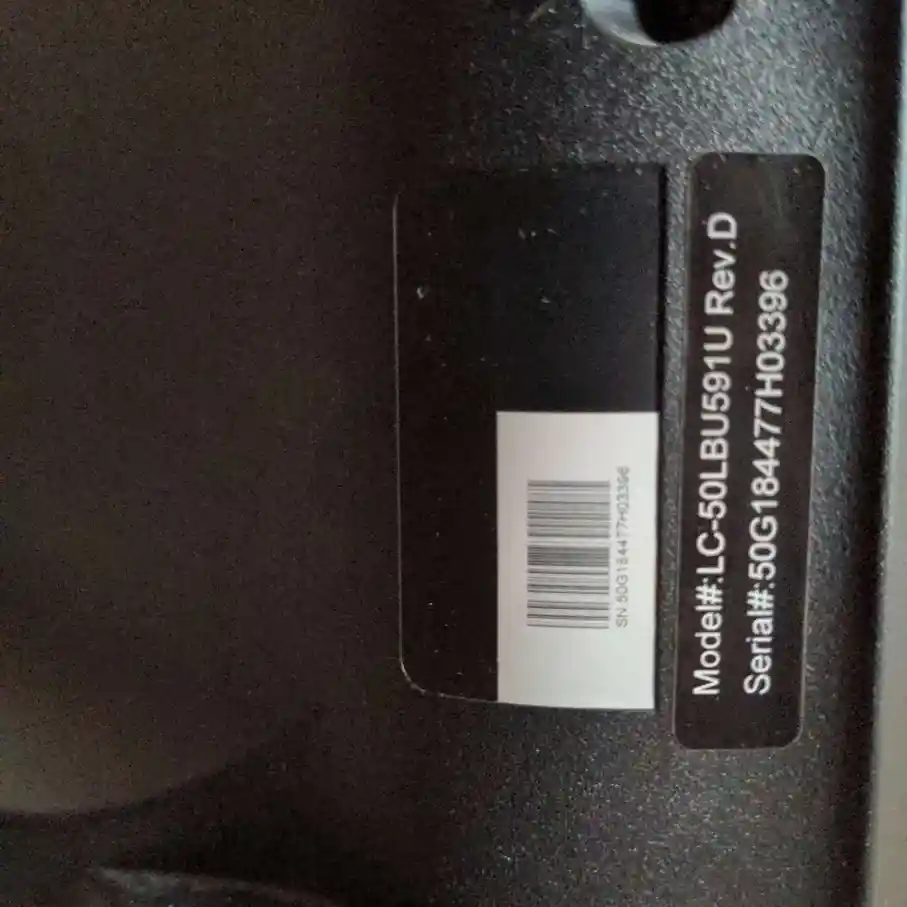 SN 50G184477H03396
Model#:LC-50LBU591U Rev.D
Serial#:50G184477H03396